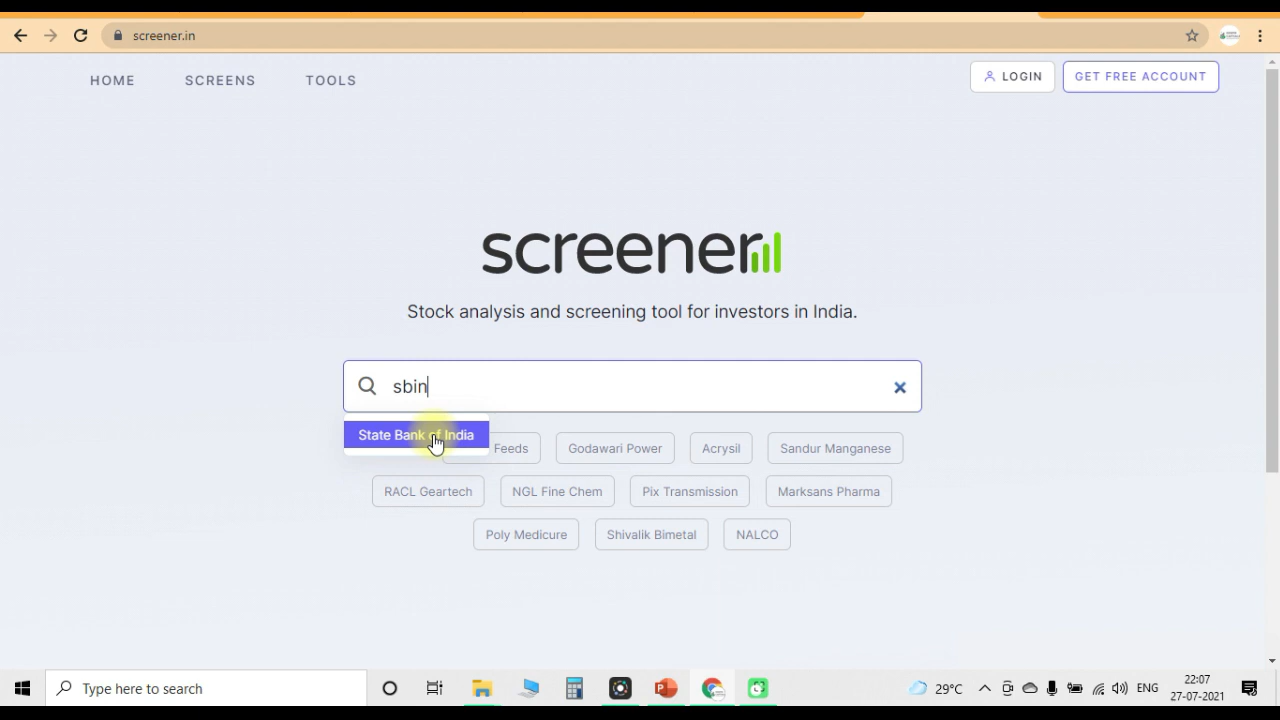 screener.in
HOME SCREENS TOOLS
LOGIN GET FREE ACCOUNT
screener
Stock analysis and screening tool for investors in India.
sbin
State Bank of India
Feeds Godawari Power Acrysil Sandur Manganese
RACL Geartech NGL Fine Chem Pix Transmission Marksans Pharma
Poly Medicure Shivalik Bimetal NALCO
Type here to search
29°C ENG
22:07
27-07-2021